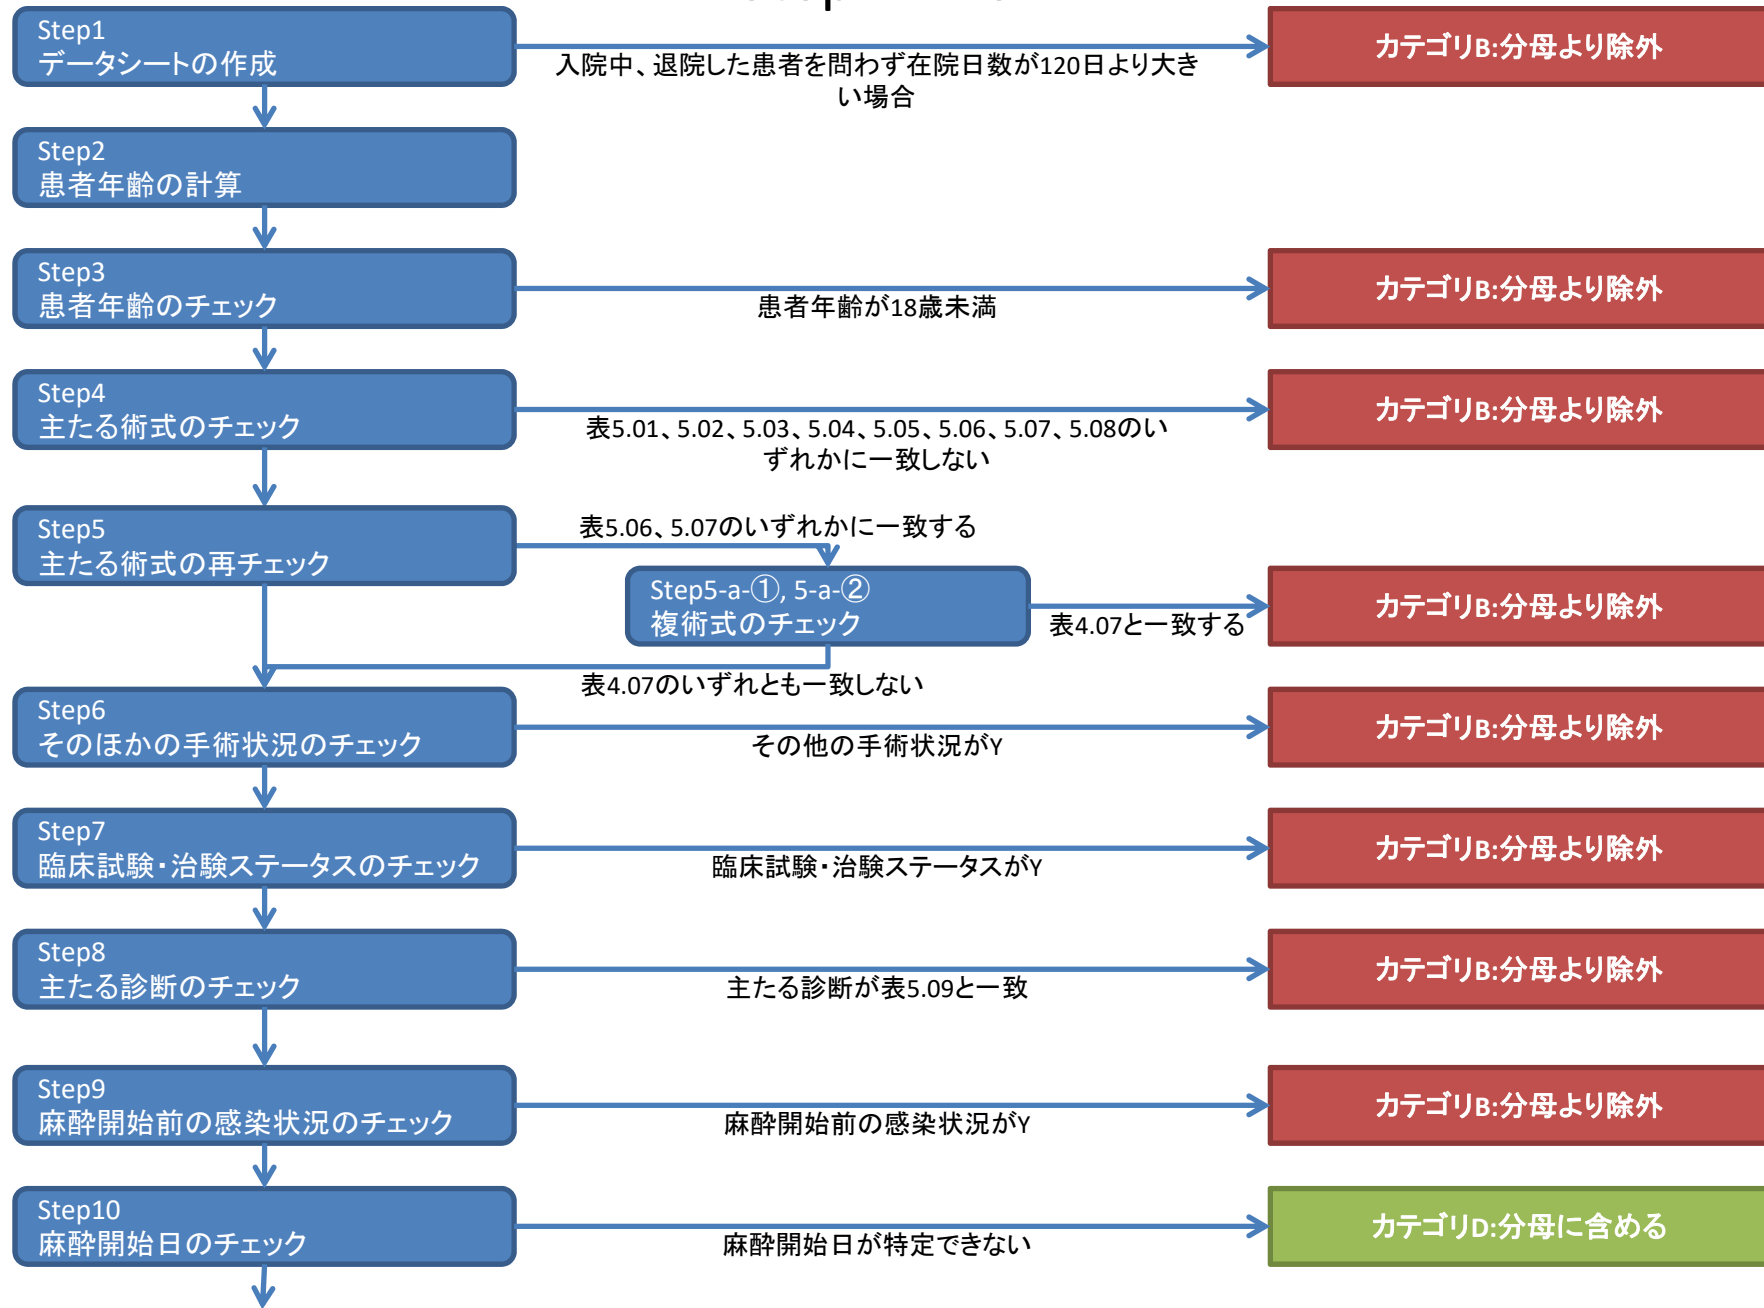 Step1
データシートの作成
入院中、退院した患者を問わず在院日数が120日より大き
い場合
カテゴリB:分母より除外
Step2
患者年齢の計算
Step3
患者年齢のチェック
患者年齢が18歳未満
カテゴリB:分母より除外
Step4
主たる術式のチェック
表5.01、5.02、5.03、5.04、5.05、5.06、5.07、5.08のい
ずれかに一致しない
カテゴリB:分母より除外
Step5
主たる術式の再チェック
表5.06、5.07のいずれかに一致する
Step5-a-①, 5-a-②
複術式のチェック
表4.07と一致する
カテゴリB:分母より除外
表4.07のいずれとも一致しない
Step6
そのほかの手術状況のチェック
その他の手術状況がY
カテゴリB:分母より除外
Step7
臨床試験・治験ステータスのチェック
臨床試験・治験ステータスがY
カテゴリB:分母より除外
Step8
主たる診断のチェック
主たる診断が表5.09と一致
カテゴリB:分母より除外
Step9
麻酔開始前の感染状況のチェック
麻酔開始前の感染状況がY
カテゴリB:分母より除外
Step10
麻酔開始日のチェック
麻酔開始日が特定できない
カテゴリD:分母に含める